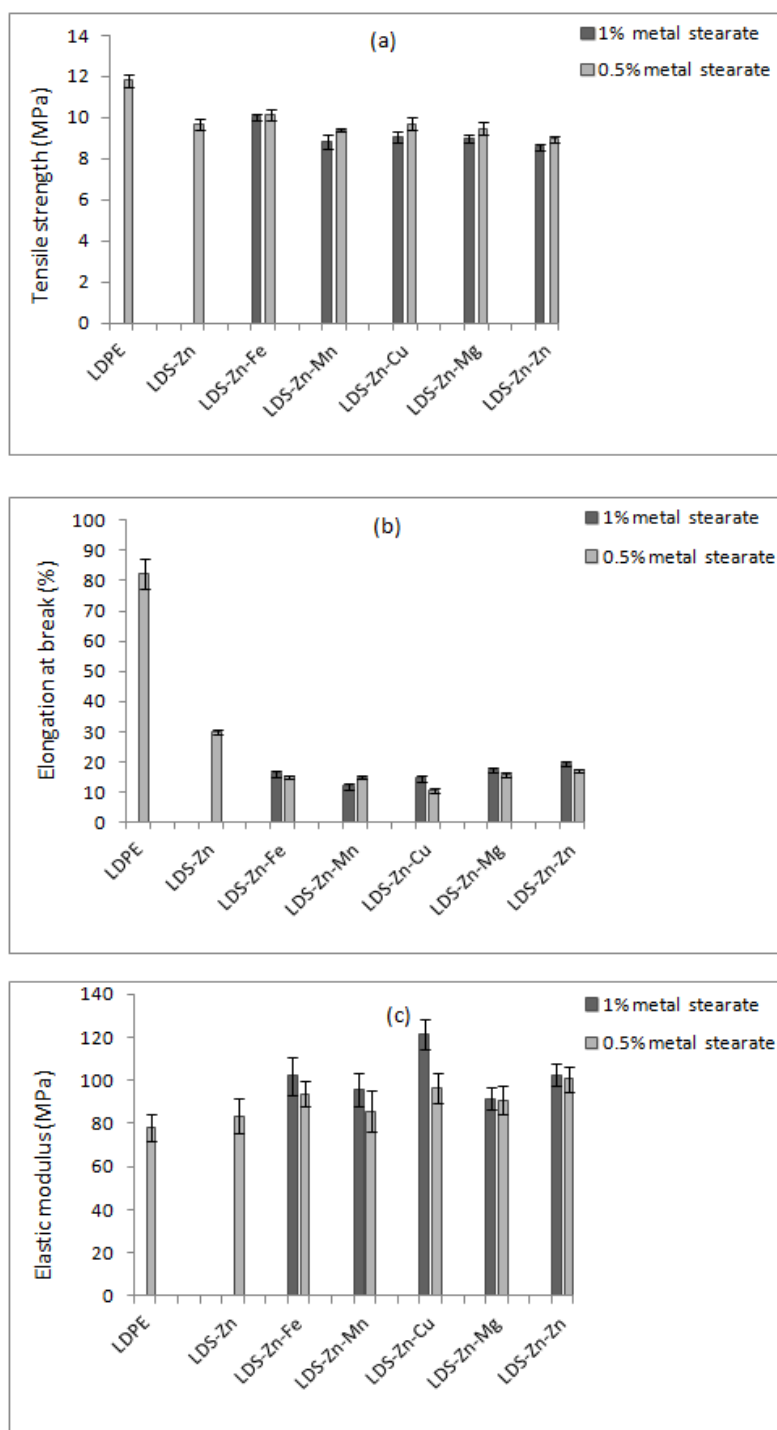 (a)
1% metal stearate
0.5% metal stearate
Tensile strength (MPa)
14
12
10
8
6
4
2
0
LDPE
LDS-Zn
LDS-Zn-Fe
LDS-Zn-Mn
LDS-Zn-Cu
LDS-Zn-Mg
LDS-Zn-Zn
(b)
1% metal stearate
0.5% metal stearate
Elongation at break (%)
100
90
80
70
60
50
40
30
20
10
0
LDPE
LDS-Zn
LDS-Zn-Fe
LDS-Zn-Mn
LDS-Zn-Cu
LDS-Zn-Mg
LDS-Zn-Zn
(c)
1% metal stearate
0.5% metal stearate
Elastic modulus (MPa)
140
120
100
80
60
40
20
0
LDPE
LDS-Zn
LDS-Zn-Fe
LDS-Zn-Mn
LDS-Zn-Cu
LDS-Zn-Mg
LDS-Zn-Zn